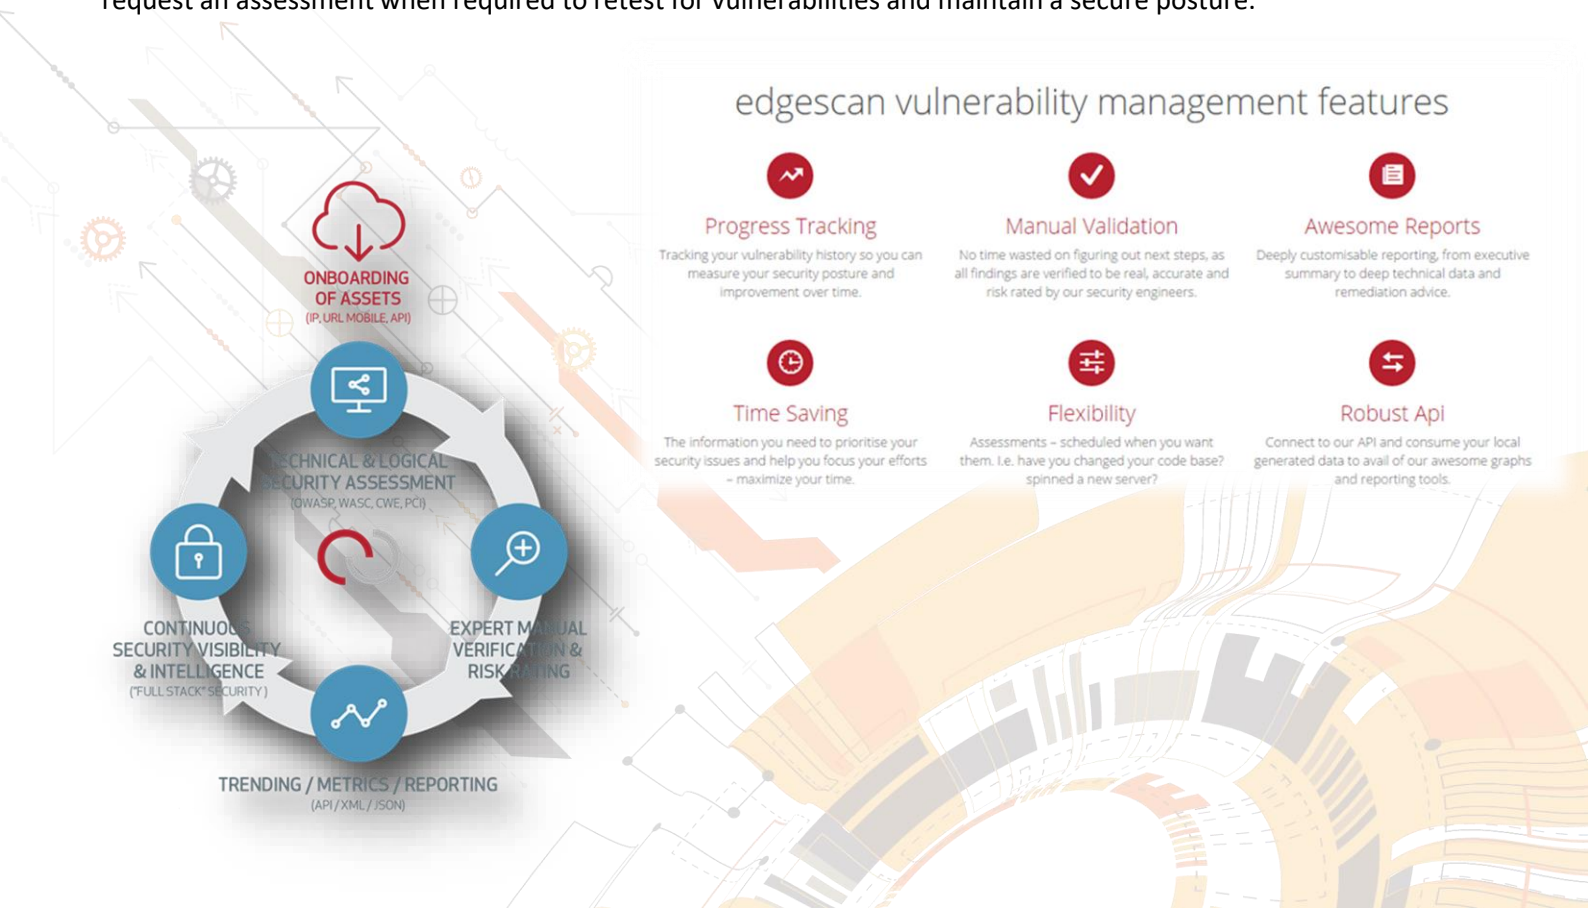 request an assessment when required to retest for vulnerabilities and maintain a secure posture.
edgescan vulnerability management features
Progress Tracking
Tracking your vulnerability history so you can
measure your security posture and
improvement over time.
Manual Validation
No time wasted on figuring out next steps, as
all findings are verified to be real, accurate and
risk rated by our security engineers.
Awesome Reports
Deeply customisable reporting, from executive
summary to deep technical data and
remediation advice.
Time Saving
The information you need to prioritise your
security issues and help you focus your efforts
– maximize your time.
Flexibility
Assessments – scheduled when you want
them. I.e. have you changed your code base?
spinned a new server?
Robust Api
Connect to our API and consume your local
generated data to avail of our awesome graphs
and reporting tools.
ONBOARDING
OF ASSETS
(IP, URL MOBILE, API)
TECHNICAL & LOGICAL
SECURITY ASSESSMENT
(OWASP, WASC, CWE, PCI)
EXPERT MANUAL
VERIFICATION &
RISK RATING
CONTINUOUS
SECURITY VISIBILITY
& INTELLIGENCE
("FULL STACK" SECURITY )
TRENDING / METRICS / REPORTING
(API / XML / JSON)